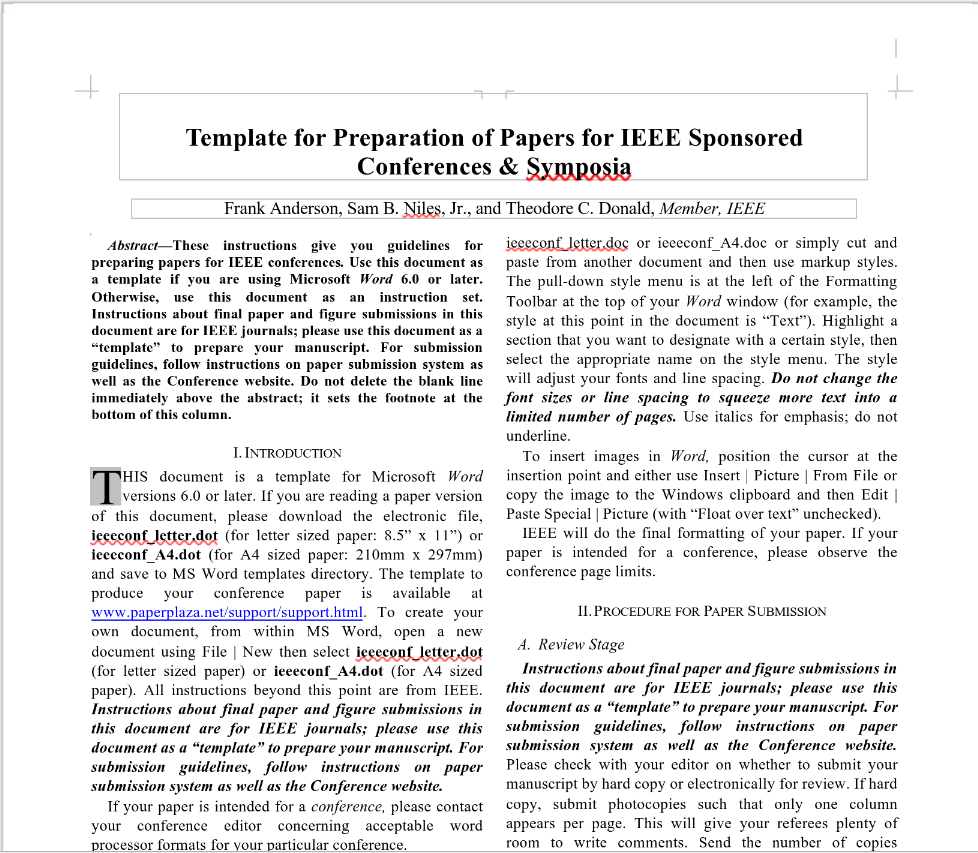 Template for Preparation of Papers for IEEE Sponsored
Conferences & Symposia
Frank Anderson, Sam B. Niles, Jr., and Theodore C. Donald, Member, IEEE
Abstract—These instructions give you guidelines for
preparing papers for IEEE conferences. Use this document as
a template if you are using Microsoft Word 6.0 or later.
Otherwise, use this document as an instruction set.
Instructions about final paper and figure submissions in this
document are for IEEE journals; please use this document as a
“template” to prepare your manuscript. For submission
guidelines, follow instructions on paper submission system as
well as the Conference website. Do not delete the blank line
immediately above the abstract; it sets the footnote at the
bottom of this column.
I. INTRODUCTION
THIS document is a template for Microsoft Word
versions 6.0 or later. If you are reading a paper version
of this document, please download the electronic file,
ieeeconf_letter.dot (for letter sized paper: 8.5” x 11”) or
ieeeconf_A4.dot (for A4 sized paper: 210mm x 297mm)
and save to MS Word templates directory. The template to
produce your conference paper is available at
www.paperplaza.net/support/support.html. To create your
own document, from within MS Word, open a new
document using File | New then select ieeeconf_letter.dot
(for letter sized paper) or ieeeconf_A4.dot (for A4 sized
paper). All instructions beyond this point are from IEEE.
Instructions about final paper and figure submissions in
this document are for IEEE journals; please use this
document as a “template” to prepare your manuscript. For
submission guidelines, follow instructions on paper
submission system as well as the Conference website.
If your paper is intended for a conference, please contact
your conference editor concerning acceptable word
processor formats for your particular conference.
ieeeconf_letter.doc or ieeeconf_A4.doc or simply cut and
paste from another document and then use markup styles.
The pull-down style menu is at the left of the Formatting
Toolbar at the top of your Word window (for example, the
style at this point in the document is “Text”). Highlight a
section that you want to designate with a certain style, then
select the appropriate name on the style menu. The style
will adjust your fonts and line spacing. Do not change the
font sizes or line spacing to squeeze more text into a
limited number of pages. Use italics for emphasis; do not
underline.
To insert images in Word, position the cursor at the
insertion point and either use Insert | Picture | From File or
copy the image to the Windows clipboard and then Edit |
Paste Special | Picture (with “Float over text” unchecked).
IEEE will do the final formatting of your paper. If your
paper is intended for a conference, please observe the
conference page limits.
II. PROCEDURE FOR PAPER SUBMISSION
A. Review Stage
Instructions about final paper and figure submissions in
this document are for IEEE journals; please use this
document as a “template” to prepare your manuscript. For
submission guidelines, follow instructions on paper
submission system as well as the Conference website.
Please check with your editor on whether to submit your
manuscript by hard copy or electronically for review. If hard
copy, submit photocopies such that only one column
appears per page. This will give your referees plenty of
room to write comments. Send the number of copies